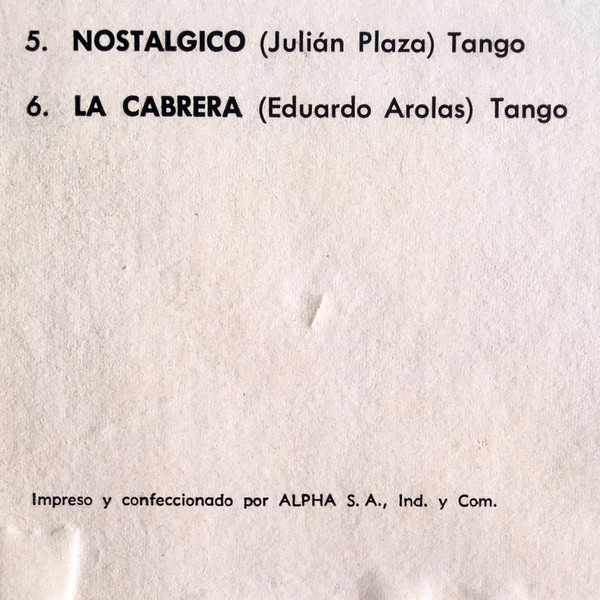 5. NOSTALGICO (Julián Plaza) Tango
6. LA CABRERA (Eduardo Arolas) Tango
Impreso y confeccionado por ALPHA S. A., Ind. y Com.